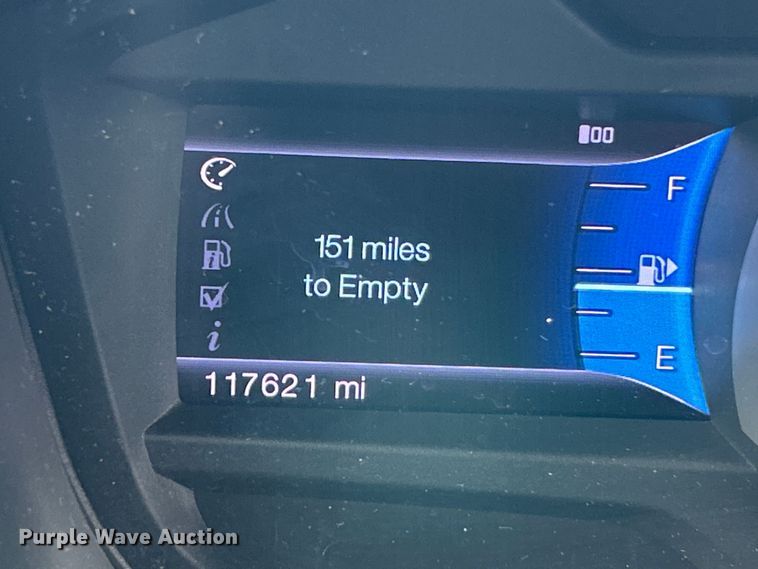 F
151 miles
to Empty
E
117621 mi
Purple Wave Auction